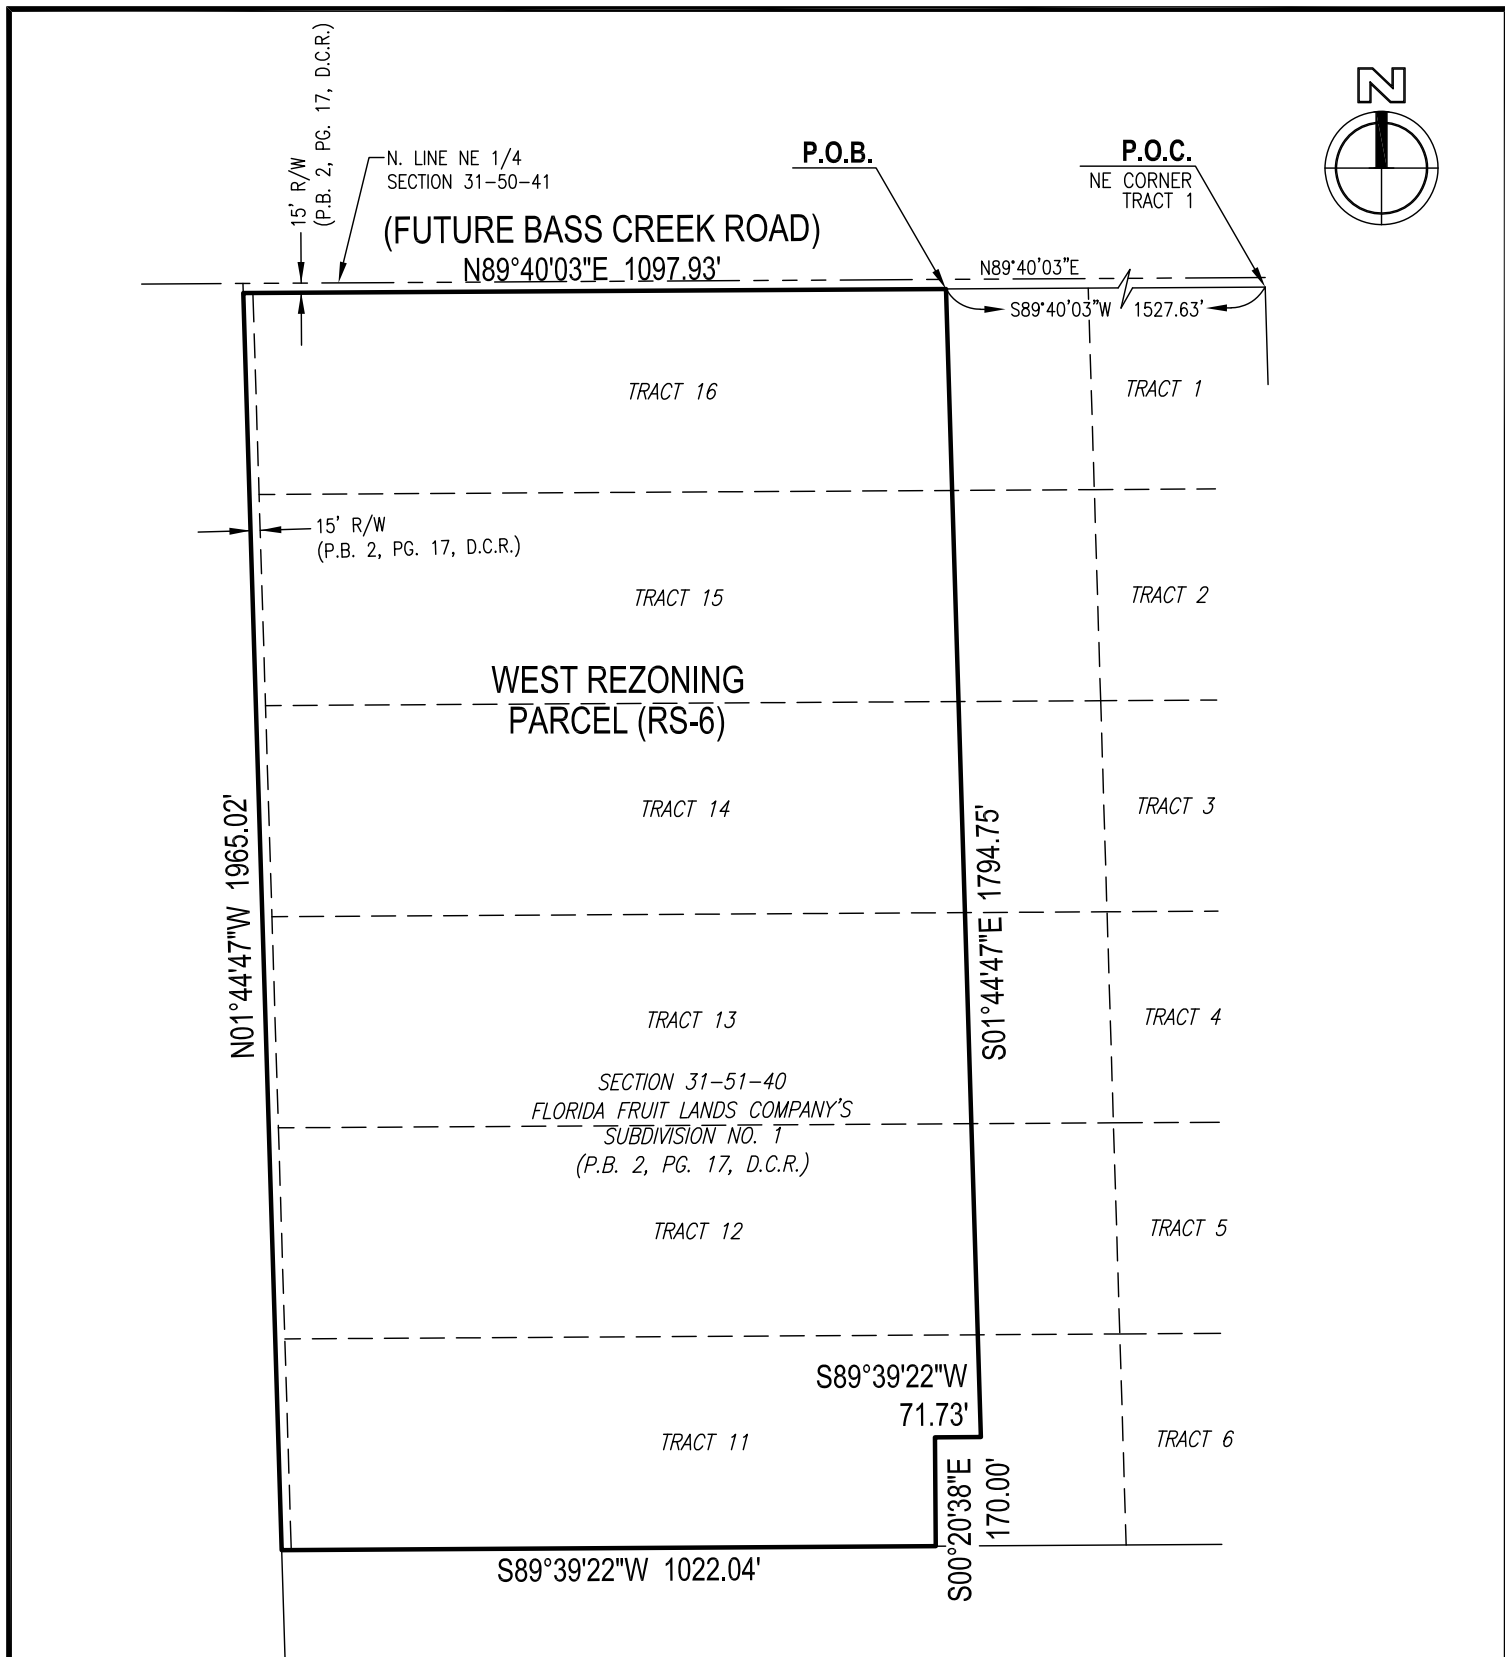 N
15' R/W
(P.B. 2, PG. 17, D.C.R.)
N. LINE NE 1/4
SECTION 31–50–41
P.O.B.
P.O.C.
NE CORNER
TRACT 1
(FUTURE BASS CREEK ROAD)
N89°40'03"E 1097.93'
N89°40'03"E
S89°40'03"W 1527.63'
TRACT 16
TRACT 1
15' R/W
(P.B. 2, PG. 17, D.C.R.)
TRACT 15
TRACT 2
WEST REZONING
PARCEL (RS-6)
TRACT 14
TRACT 3
N01°44'47"W 1965.02'
S01°44'47"E 1794.75'
TRACT 13
TRACT 4
SECTION 31–51–40
FLORIDA FRUIT LANDS COMPANY'S
SUBDIVISION NO. 1
(P.B. 2, PG. 17, D.C.R.)
TRACT 12
TRACT 5
S89°39'22"W
71.73'
TRACT 11
TRACT 6
S00°20'38"E
170.00'
S89°39'22"W 1022.04'